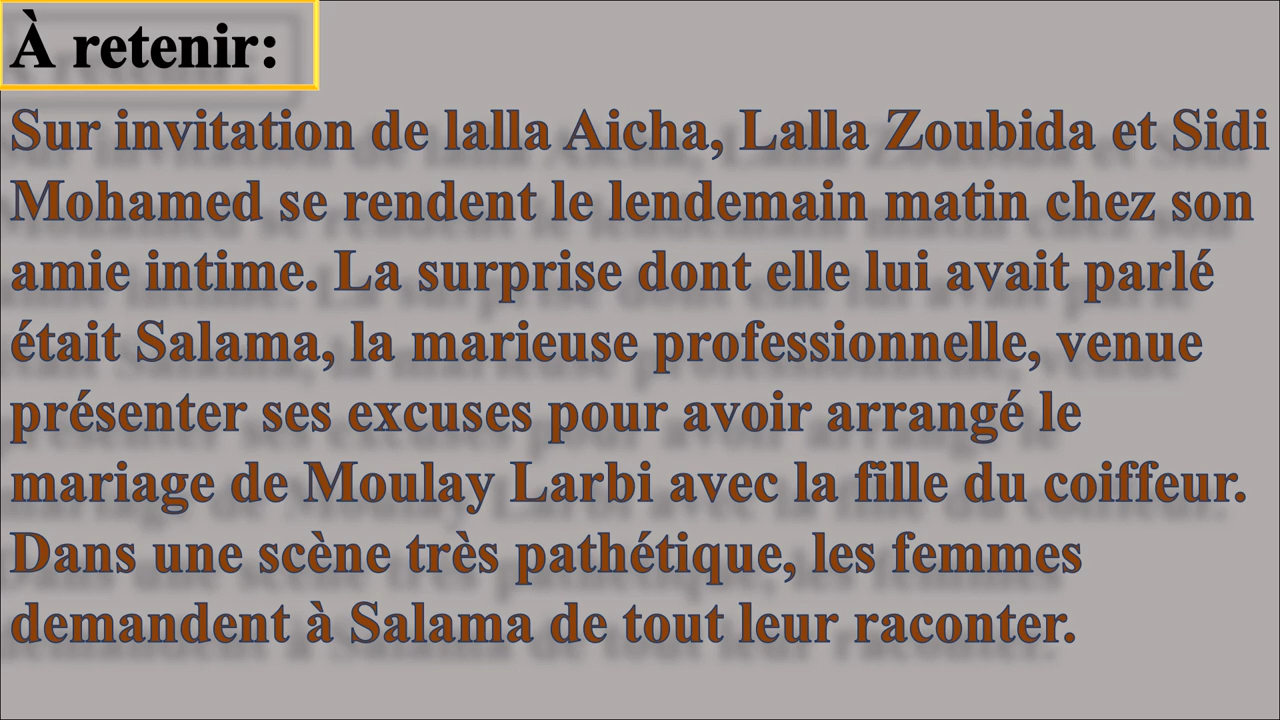 À retenir:
Sur invitation de lalla Aicha, Lalla Zoubida et Sidi
Mohamed se rendent le lendemain matin chez son
amie intime. La surprise dont elle lui avait parlé
était Salama, la marieuse professionnelle, venue
présenter ses excuses pour avoir arrangé le
mariage de Moulay Larbi avec la fille du coiffeur.
Dans une scène très pathétique, les femmes
demandent à Salama de tout leur raconter.